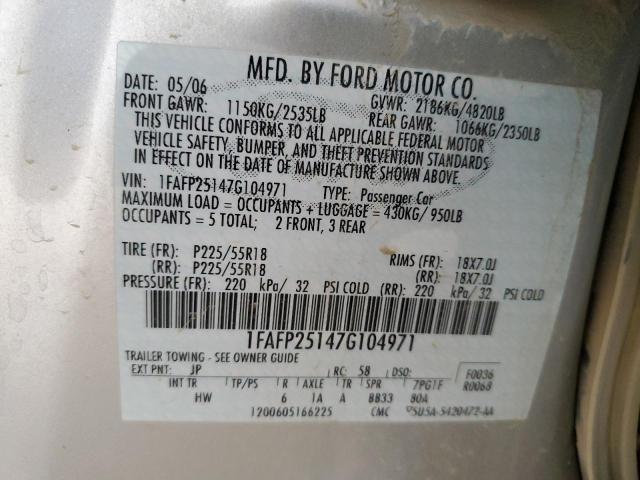 MFD. BY FORD MOTOR CO.
DATE: 05/06 GVWR: 2186KG/4820LB
FRONT GAWR: 1150KG/2535LB REAR GAWR: 1066KG/2350LB
THIS VEHICLE CONFORMS TO ALL APPLICABLE FEDERAL MOTOR
VEHICLE SAFETY, BUMPER, AND THEFT PREVENTION STANDARDS
IN EFFECT ON THE DATE OF MANUFACTURE SHOWN ABOVE.
VIN: 1FAFP25147G104971 TYPE: Passenger Car
MAXIMUM LOAD = OCCUPANTS + LUGGAGE = 430KG/ 950LB
OCCUPANTS = 5 TOTAL; 2 FRONT, 3 REAR
TIRE (FR): P225/55R18 RIMS (FR): 18X7.0J
(RR): P225/55R18 (RR): 18X7.0J
PRESSURE (FR): 220 kPa/ 32 PSI COLD (RR): 220 kPa/ 32 PSI COLD
1FAFP25147G104971
TRAILER TOWING - SEE OWNER GUIDE
EXT PNT: JP RC: 58 DSO: F0036
INT TR TP/PS R AXLE TR SPR 7PG1F R0068
HW 6 1A A 8833 80A
1200605166225 CMC 5U5A-5420472-AA